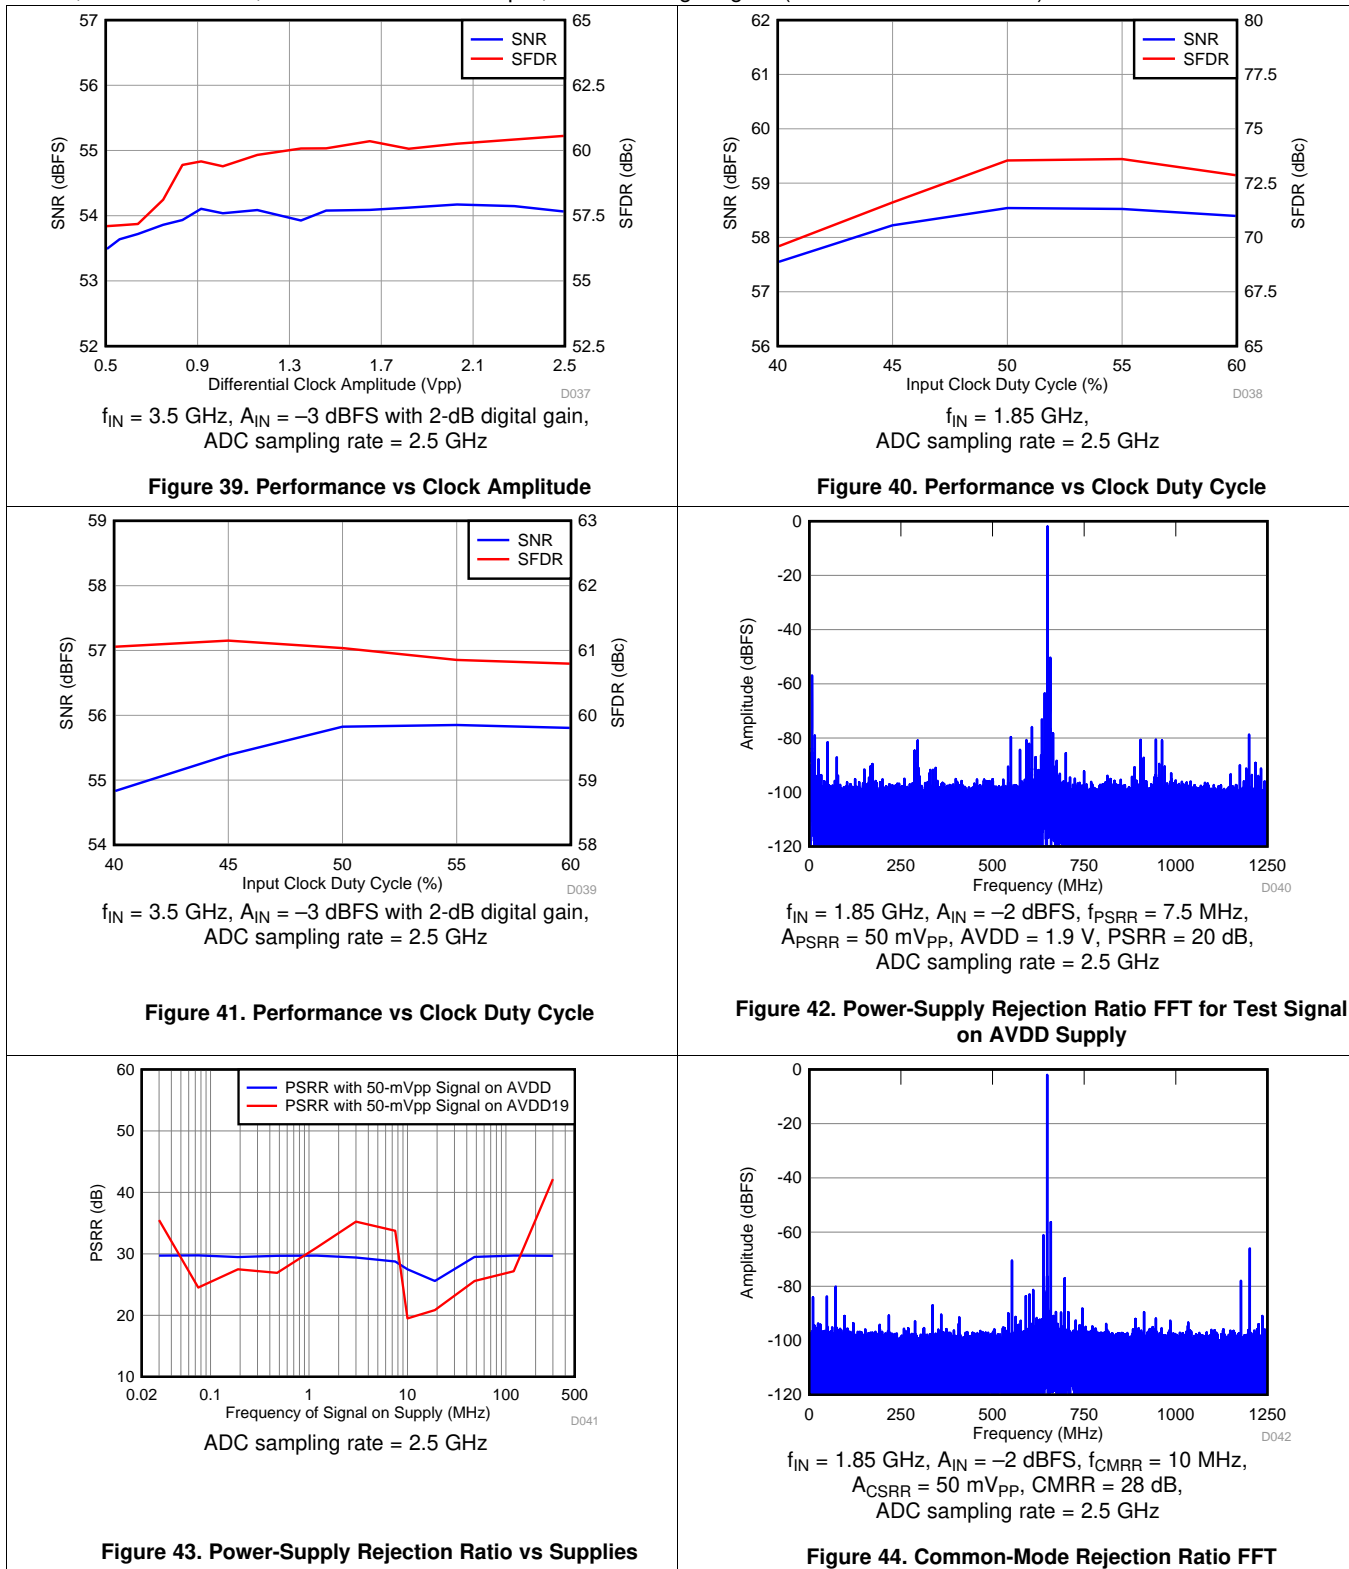 57
56
55
54
53
52
65
62.5
60
57.5
55
52.5
0.5 0.9 1.3 1.7 2.1 2.5
SNR (dBFS)
SFDR (dBc)
SNR
SFDR
Differential Clock Amplitude (Vpp)
D037
fIN = 3.5 GHz, AIN = –3 dBFS with 2-dB digital gain,
ADC sampling rate = 2.5 GHz
Figure 39. Performance vs Clock Amplitude
62
61
60
59
58
57
56
80
77.5
75
72.5
70
67.5
65
40 45 50 55 60
SNR (dBFS)
SFDR (dBc)
SNR
SFDR
Input Clock Duty Cycle (%)
D038
fIN = 1.85 GHz,
ADC sampling rate = 2.5 GHz
Figure 40. Performance vs Clock Duty Cycle
59
58
57
56
55
54
63
62
61
60
59
58
40 45 50 55 60
SNR (dBFS)
SFDR (dBc)
SNR
SFDR
Input Clock Duty Cycle (%)
D039
fIN = 3.5 GHz, AIN = –3 dBFS with 2-dB digital gain,
ADC sampling rate = 2.5 GHz
Figure 41. Performance vs Clock Duty Cycle
0
-20
-40
-60
-80
-100
-120
0 250 500 750 1000 1250
Amplitude (dBFS)
Frequency (MHz)
D040
fIN = 1.85 GHz, AIN = –2 dBFS, fPSRR = 7.5 MHz,
APSRR = 50 mVPP, AVDD = 1.9 V, PSRR = 20 dB,
ADC sampling rate = 2.5 GHz
Figure 42. Power-Supply Rejection Ratio FFT for Test Signal
on AVDD Supply
60
50
40
30
20
10
0.02 0.1 1 10 100 500
PSRR (dB)
PSRR with 50-mVpp Signal on AVDD
PSRR with 50-mVpp Signal on AVDD19
Frequency of Signal on Supply (MHz)
D041
ADC sampling rate = 2.5 GHz
Figure 43. Power-Supply Rejection Ratio vs Supplies
0
-20
-40
-60
-80
-100
-120
0 250 500 750 1000 1250
Amplitude (dBFS)
Frequency (MHz)
D042
fIN = 1.85 GHz, AIN = –2 dBFS, fCMRR = 10 MHz,
ACSRR = 50 mVPP, CMRR = 28 dB,
ADC sampling rate = 2.5 GHz
Figure 44. Common-Mode Rejection Ratio FFT